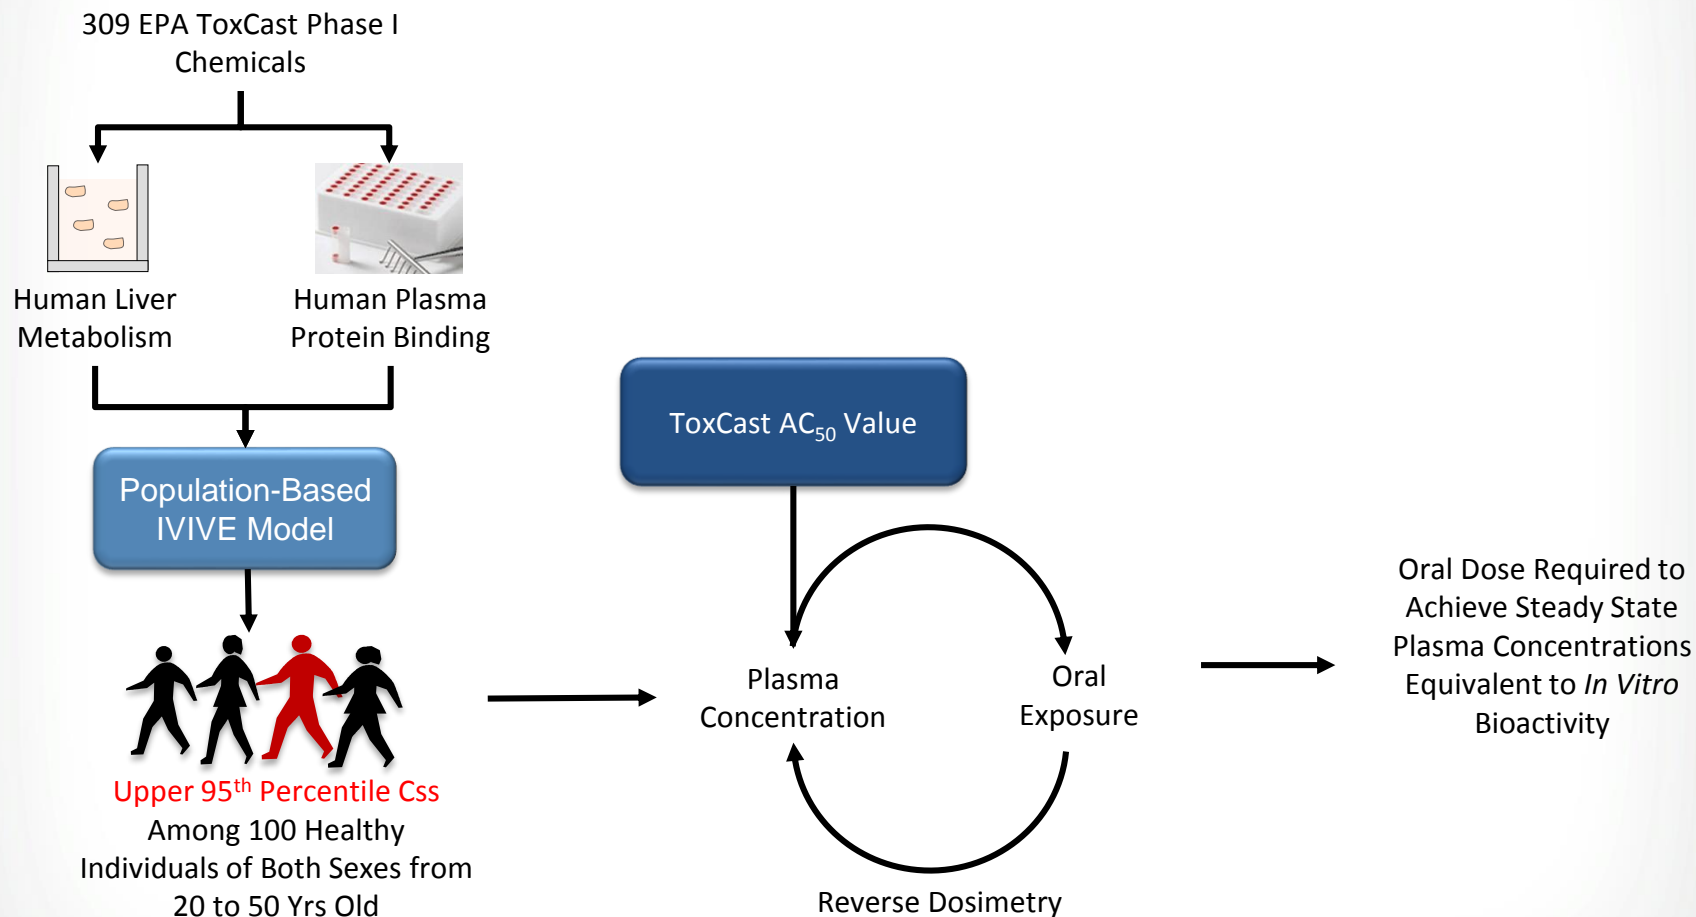 309 EPA ToxCast Phase I
Chemicals
Human Liver
Metabolism
Human Plasma
Protein Binding
Population-Based
IVIVE Model
Upper 95th Percentile Css
Among 100 Healthy
Individuals of Both Sexes from
20 to 50 Yrs Old
ToxCast AC50 Value
Plasma
Concentration
Oral
Exposure
Reverse Dosimetry
Oral Dose Required to
Achieve Steady State
Plasma Concentrations
Equivalent to In Vitro
Bioactivity